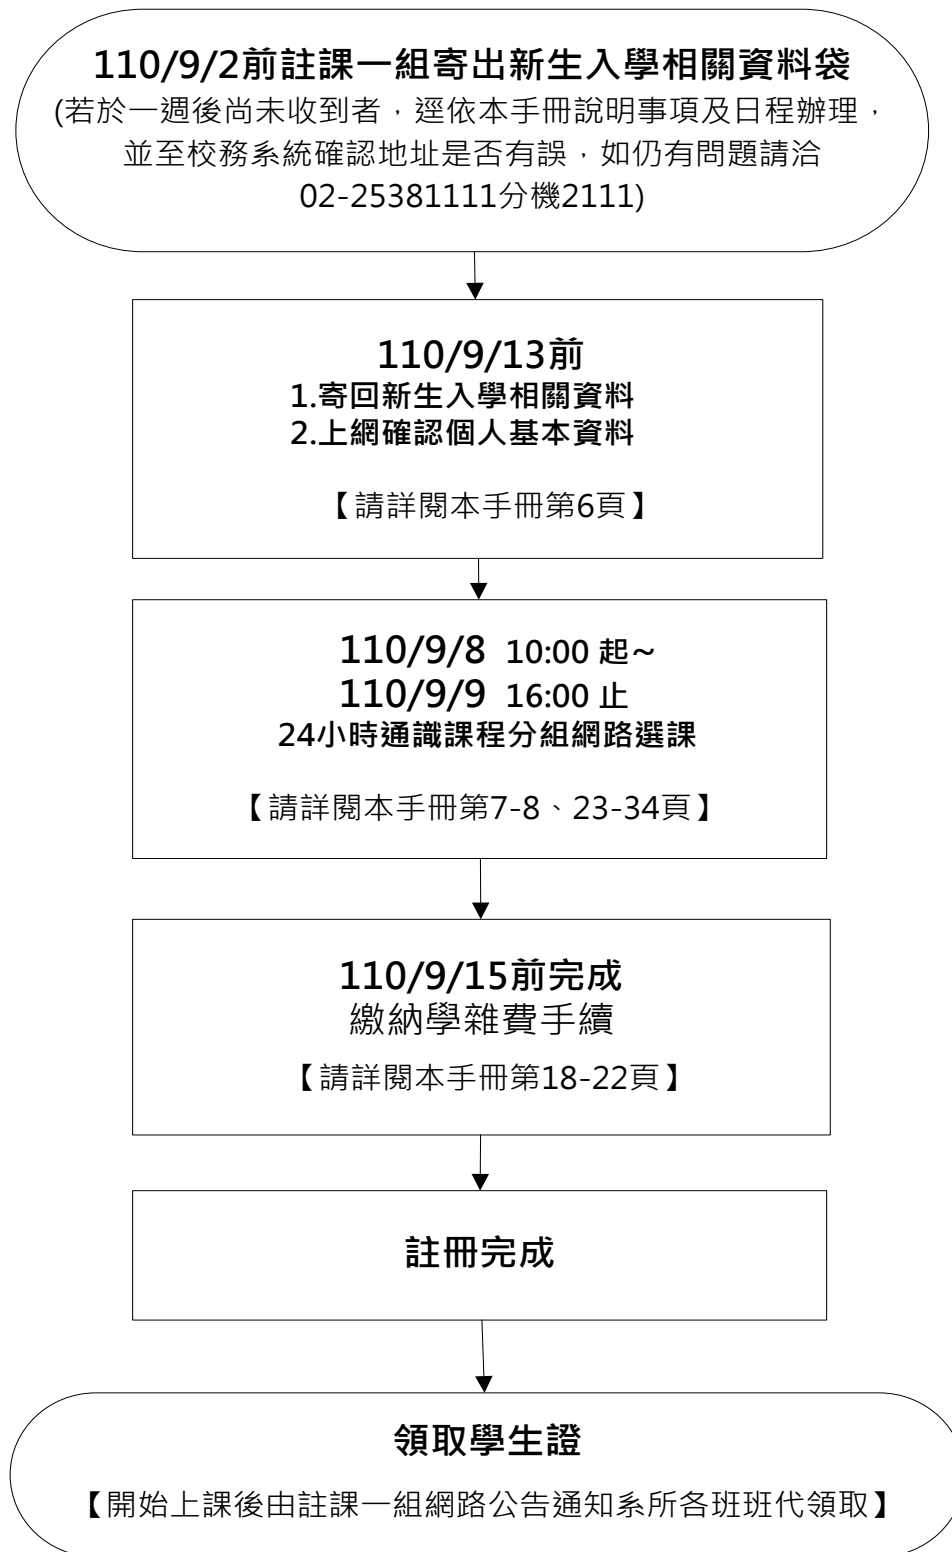 110/9/2前註課一組寄出新生入學相關資料袋
(若於一週後尚未收到者，逕依本手冊說明事項及日程辦理，
並至校務系統確認地址是否有誤，如仍有問題請洽
02-25381111分機2111)
110/9/13前
1.寄回新生入學相關資料
2.上網確認個人基本資料
【請詳閱本手冊第6頁】
110/9/8 10:00 起~
110/9/9 16:00 止
24小時通識課程分組網路選課
【請詳閱本手冊第7-8、23-34頁】
110/9/15前完成
繳納學雜費手續
【請詳閱本手冊第18-22頁】
註冊完成
領取學生證
【開始上課後由註課一組網路公告通知系所各班班代領取】